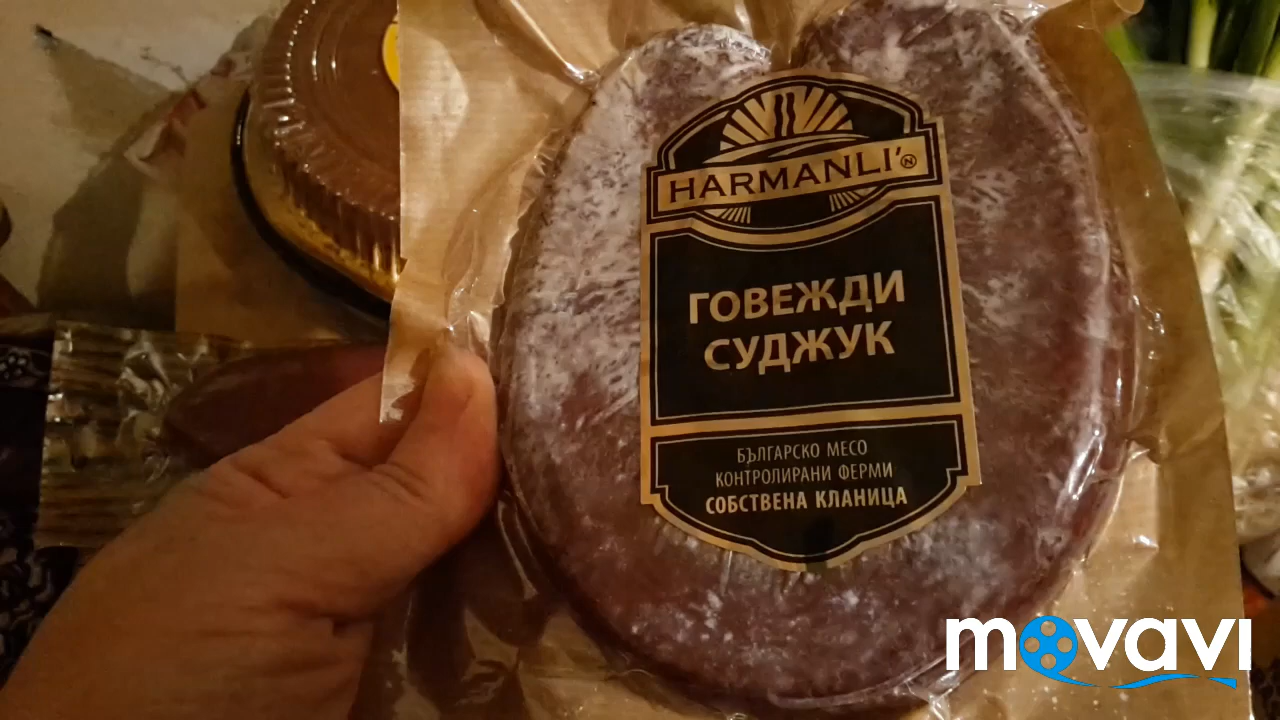 HARMANLI'
ГОВЕЖДИ
СУДЖУК
БЪЛГАРСКО МЕСО
КОНТРОЛИРАНИ ФЕРМИ
СОБСТВЕНА КЛАНИЦА
movavi